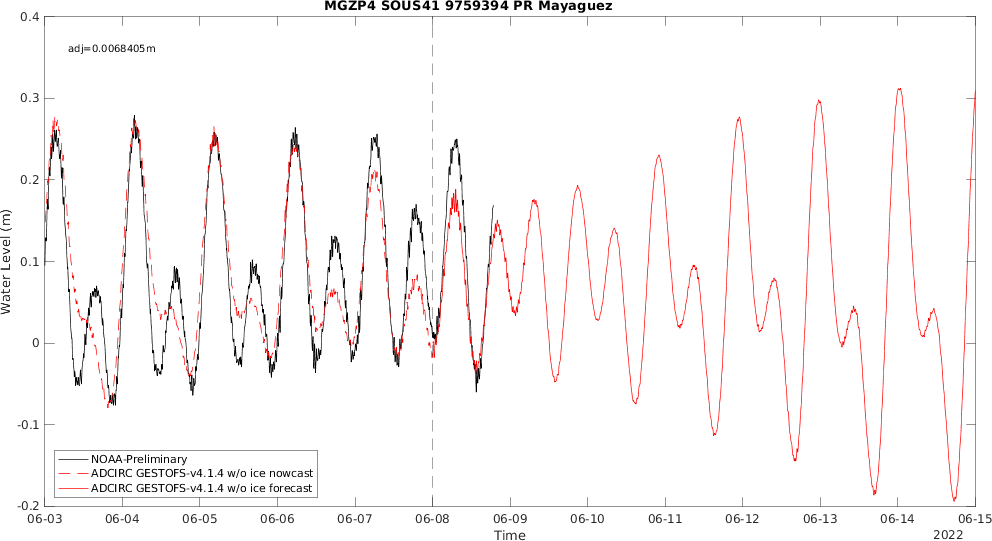 MGZP4 SOUS41 9759394 PR Mayaguez
0.4
adj=0.0068405m
0.3
0.2
Water Level (m)
0.1
0
-0.1
NOAA-Preliminary
ADCIRC GESTOFS-v4.1.4 w/o ice nowcast
ADCIRC GESTOFS-v4.1.4 w/o ice forecast
-0.2
06-03 06-04 06-05 06-06 06-07 06-08 06-09 06-10 06-11 06-12 06-13 06-14 06-15
Time
2022